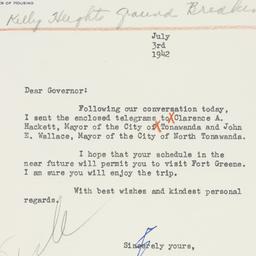 OF HOUSING
Kelly Heights ground Breaking
July
3rd
1942
Dear Governor:
Following our conversation today,
I sent the enclosed telegrams to Clarence A.
Hackett, Mayor of the City of Tonawanda and John
E. Wallace, Mayor of the City of North Tonawanda.
I hope that your schedule in the
near future will permit you to visit Fort Greene.
I am sure you will enjoy the trip.
With best wishes and kindest personal
regards.
Sincerely yours,